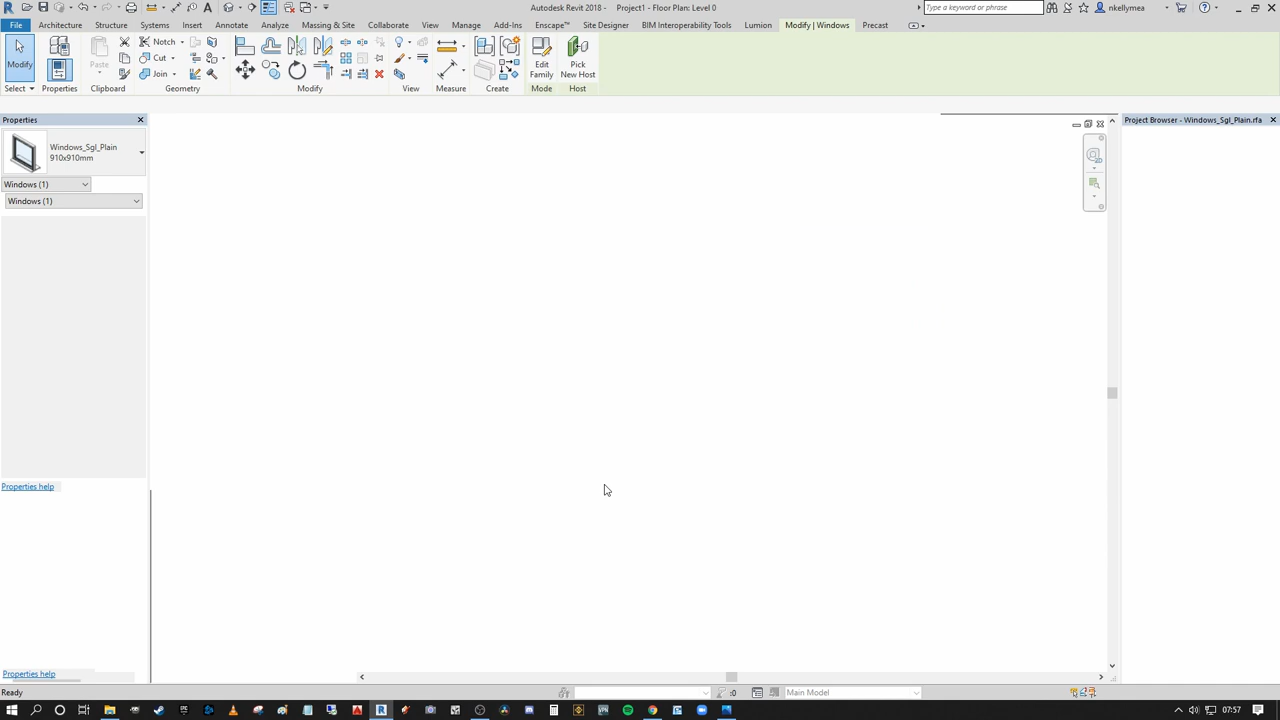 Autodesk Revit 2018 - Project1 - Floor Plan: Level 0
Type a keyword or phrase
nkellymea
File Architecture Structure Systems Insert Annotate Analyze Massing & Site Collaborate View Manage Add-Ins Enscape™ Site Designer BIM Interoperability Tools Lumion Modify | Windows Precast
Modify
Paste
Notch
Cut
Join
Edit Family
Pick New Host
Select
Properties
Clipboard
Geometry
Modify
View
Measure
Create
Mode
Host
Properties
Project Browser - Windows_Sgl_Plain.rfa
Windows_Sgl_Plain
910x910mm
Windows (1)
Windows (1)
Properties help
Properties help
Ready
:0
Main Model
07:57